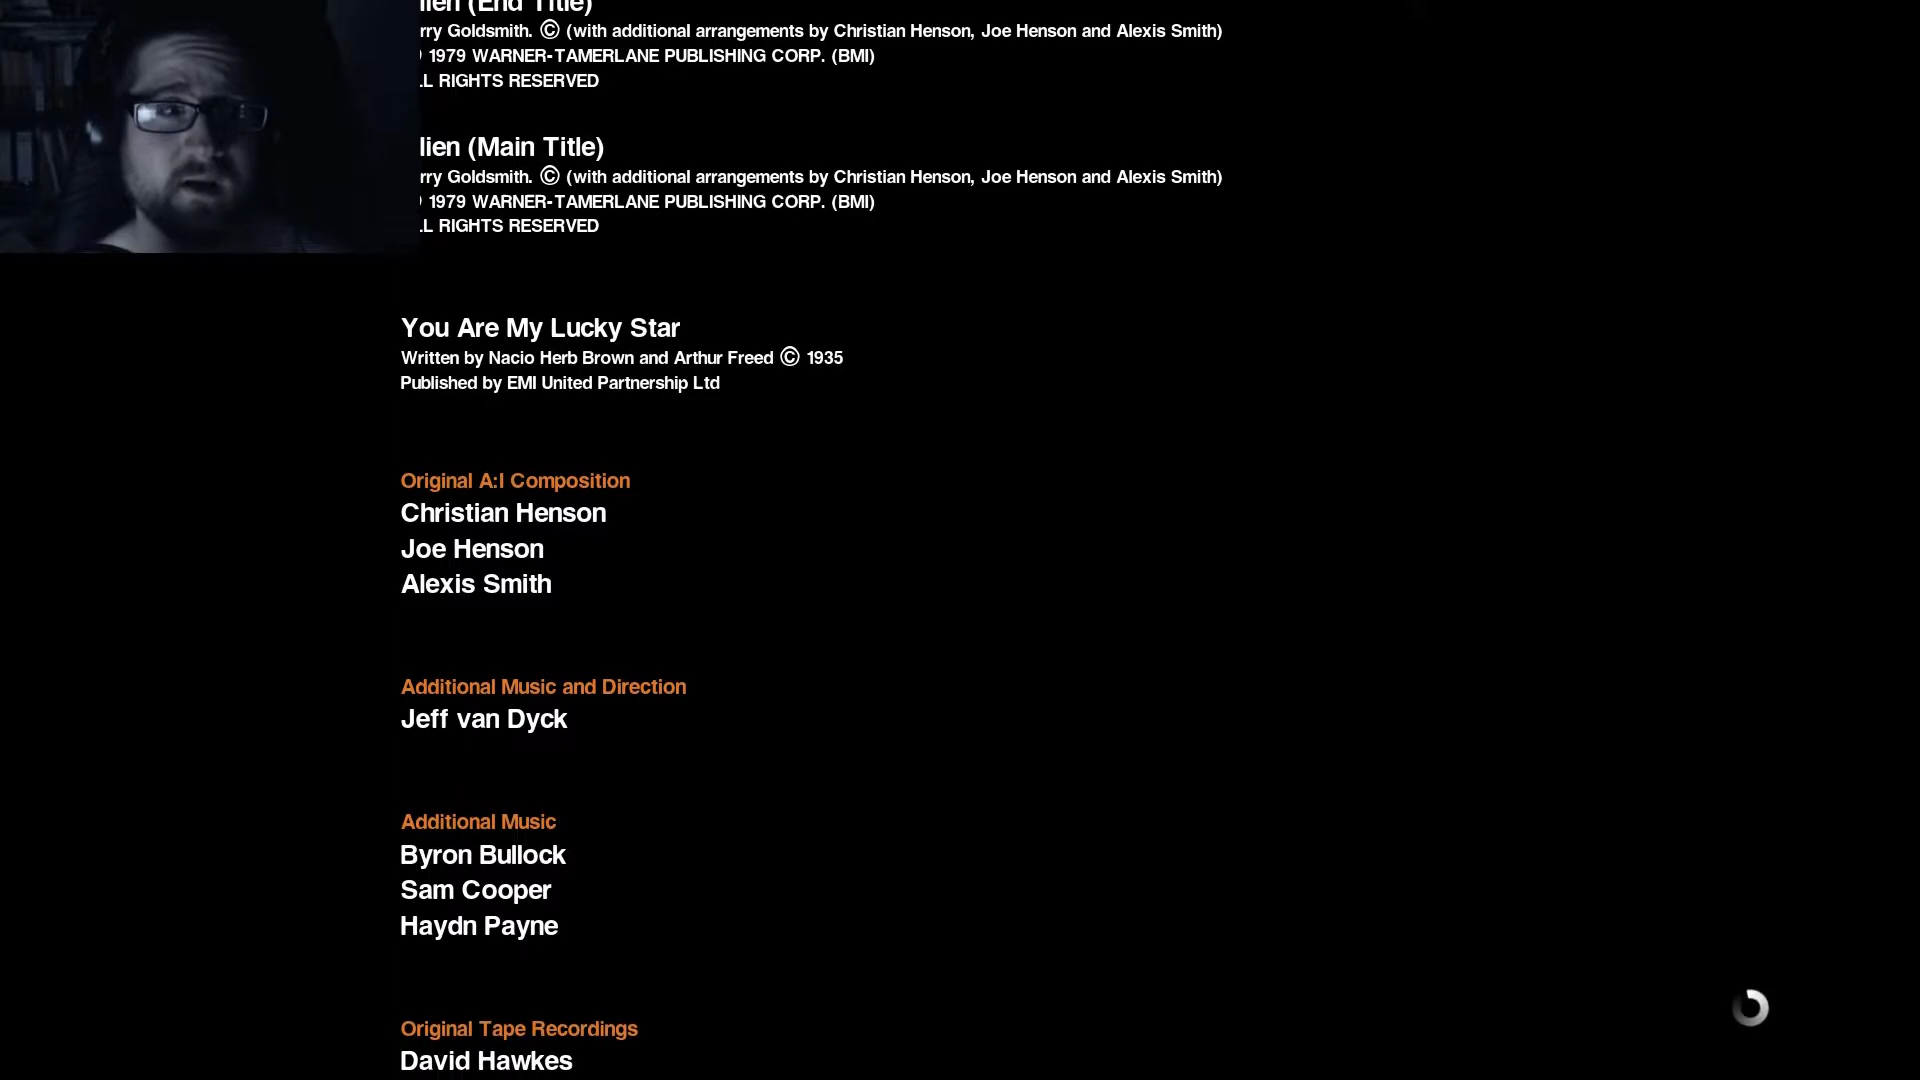 lien (End Title)
rry Goldsmith. © (with additional arrangements by Christian Henson, Joe Henson and Alexis Smith)
1979 WARNER-TAMERLANE PUBLISHING CORP. (BMI)
LL RIGHTS RESERVED
lien (Main Title)
rry Goldsmith. © (with additional arrangements by Christian Henson, Joe Henson and Alexis Smith)
1979 WARNER-TAMERLANE PUBLISHING CORP. (BMI)
LL RIGHTS RESERVED
You Are My Lucky Star
Written by Nacio Herb Brown and Arthur Freed © 1935
Published by EMI United Partnership Ltd
Original A:I Composition
Christian Henson
Joe Henson
Alexis Smith
Additional Music and Direction
Jeff van Dyck
Additional Music
Byron Bullock
Sam Cooper
Haydn Payne
Original Tape Recordings
David Hawkes